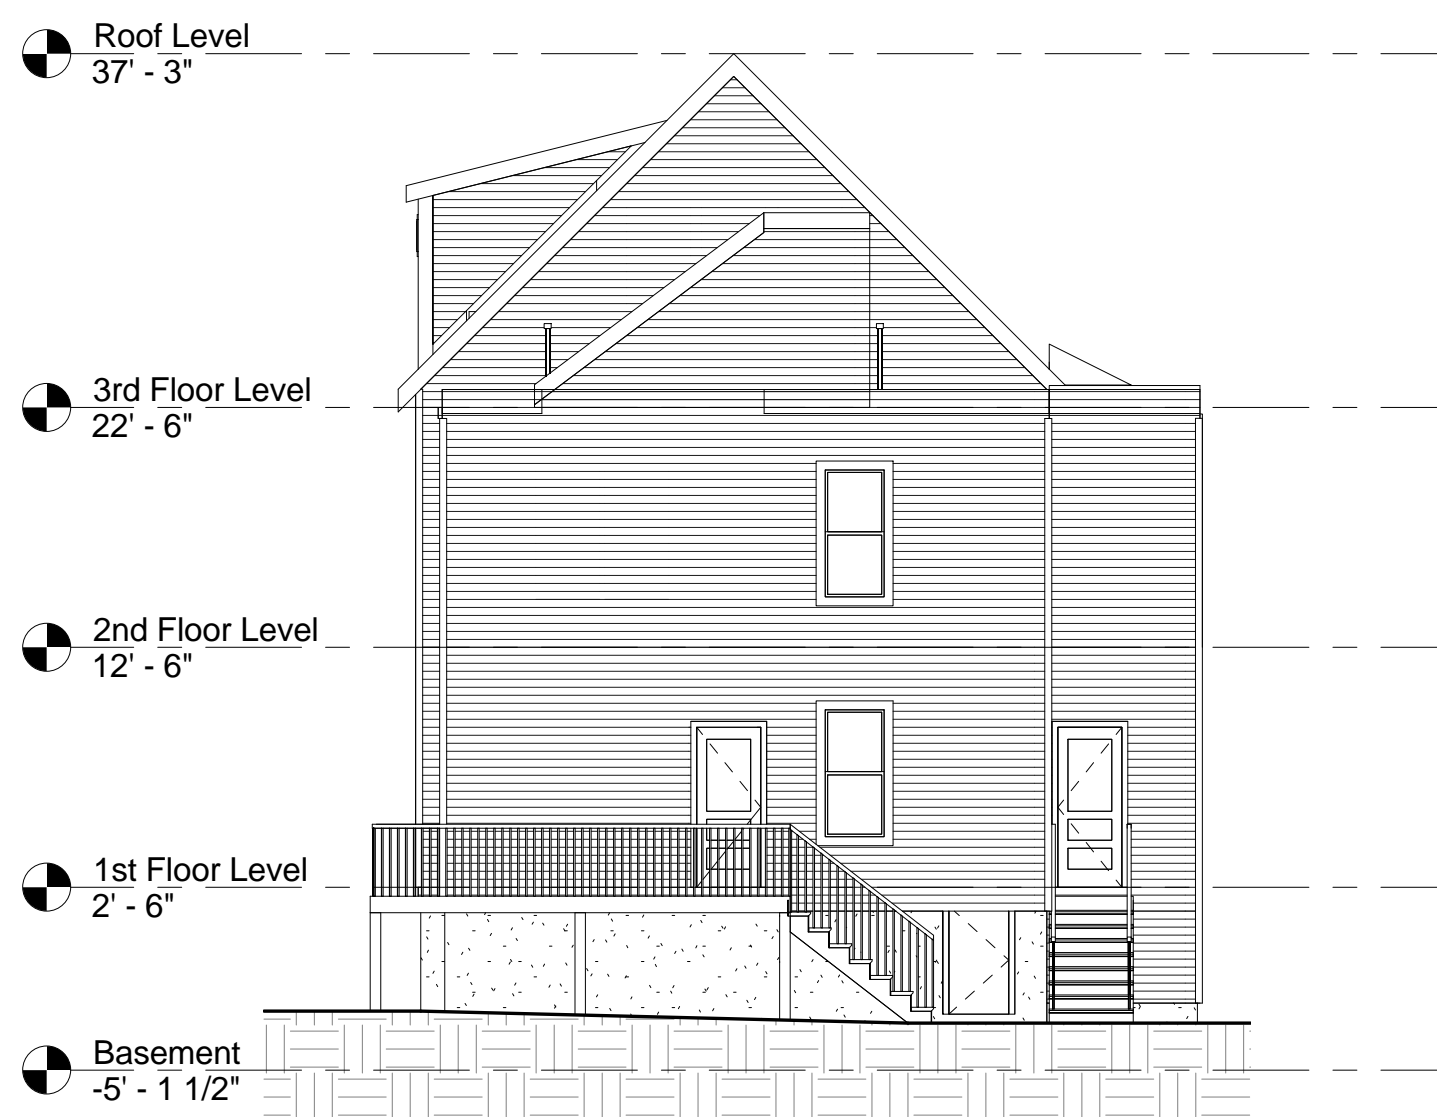 Roof Level
37' - 3"
3rd Floor Level
22' - 6"
2nd Floor Level
12' - 6"
1st Floor Level
2' - 6"
Basement
-5' - 1 1/2"